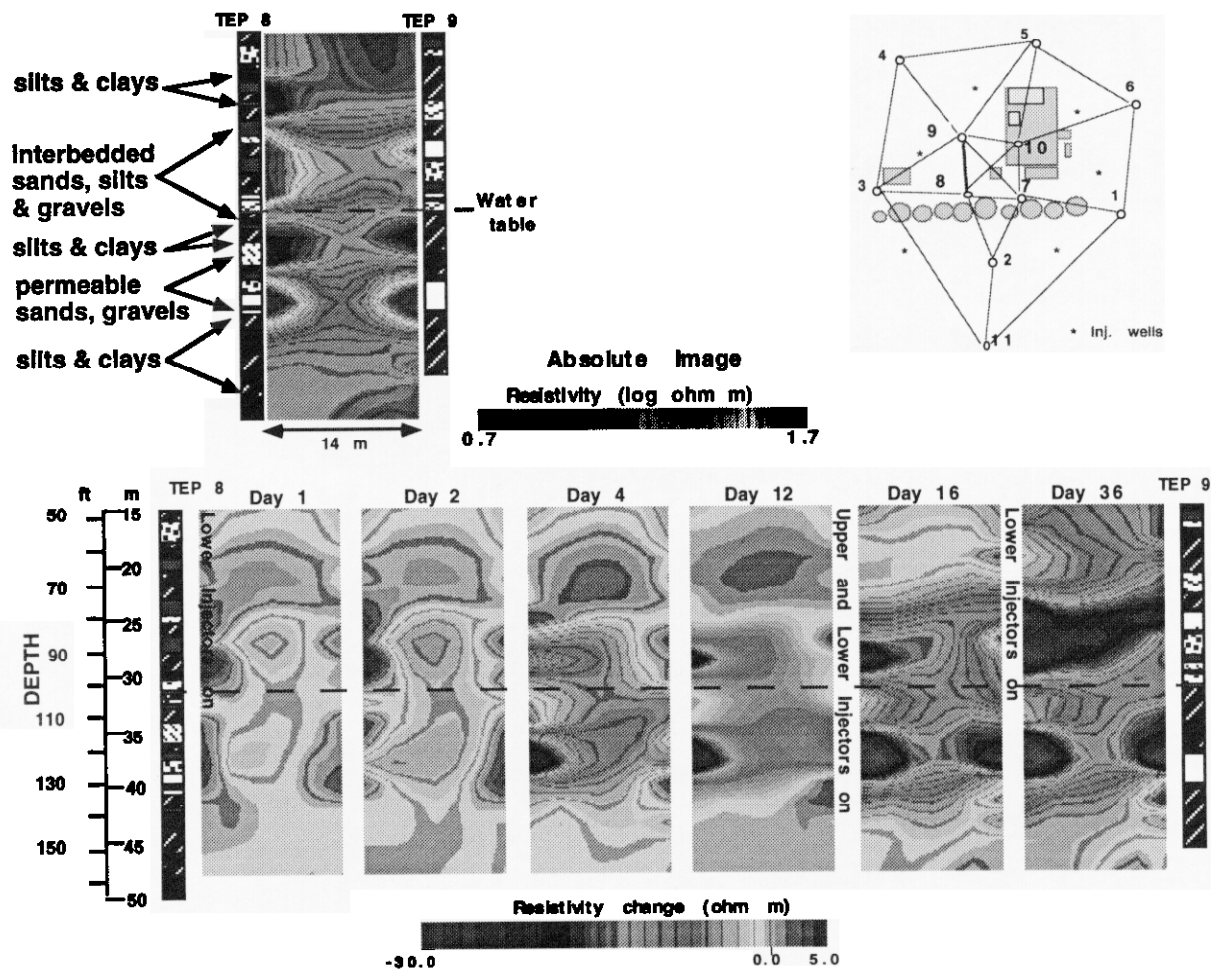 TEP 8
TEP 9
silts & clays
interbedded
sands, silts
& gravels
silts & clays
permeable
sands, gravels
silts & clays
Water
table
14 m
Absolute Image
Resistivity (log ohm m)
0.7
1.7
4
5
6
9
10
3
8
7
1
2
11
* Inj. wells
ft
m
TEP 8
Day 1
Day 2
Day 4
Day 12
Day 16
Day 36
TEP 9
50
15
20
70
25
90
30
110
35
130
40
150
45
50
DEPTH
Lower Injectors on
Upper and Lower Injectors on
Lower Injectors on
Resistivity change (ohm m)
-30.0
0.0
5.0